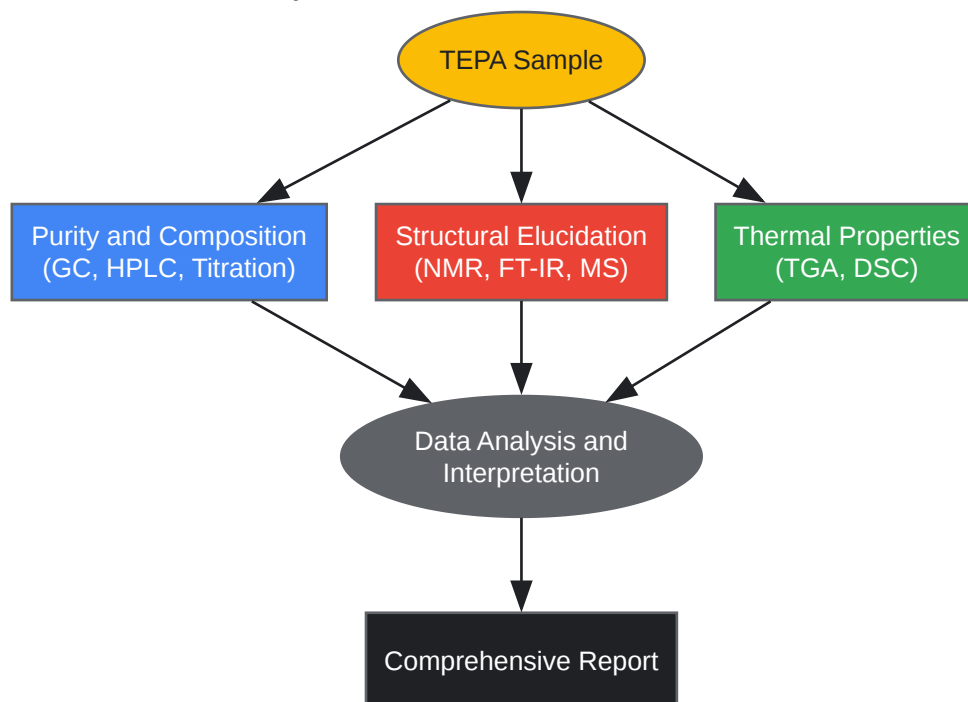 TEPA Sample
Purity and Composition
(GC, HPLC, Titration)
Structural Elucidation
(NMR, FT-IR, MS)
Thermal Properties
(TGA, DSC)
Data Analysis and
Interpretation
Comprehensive Report